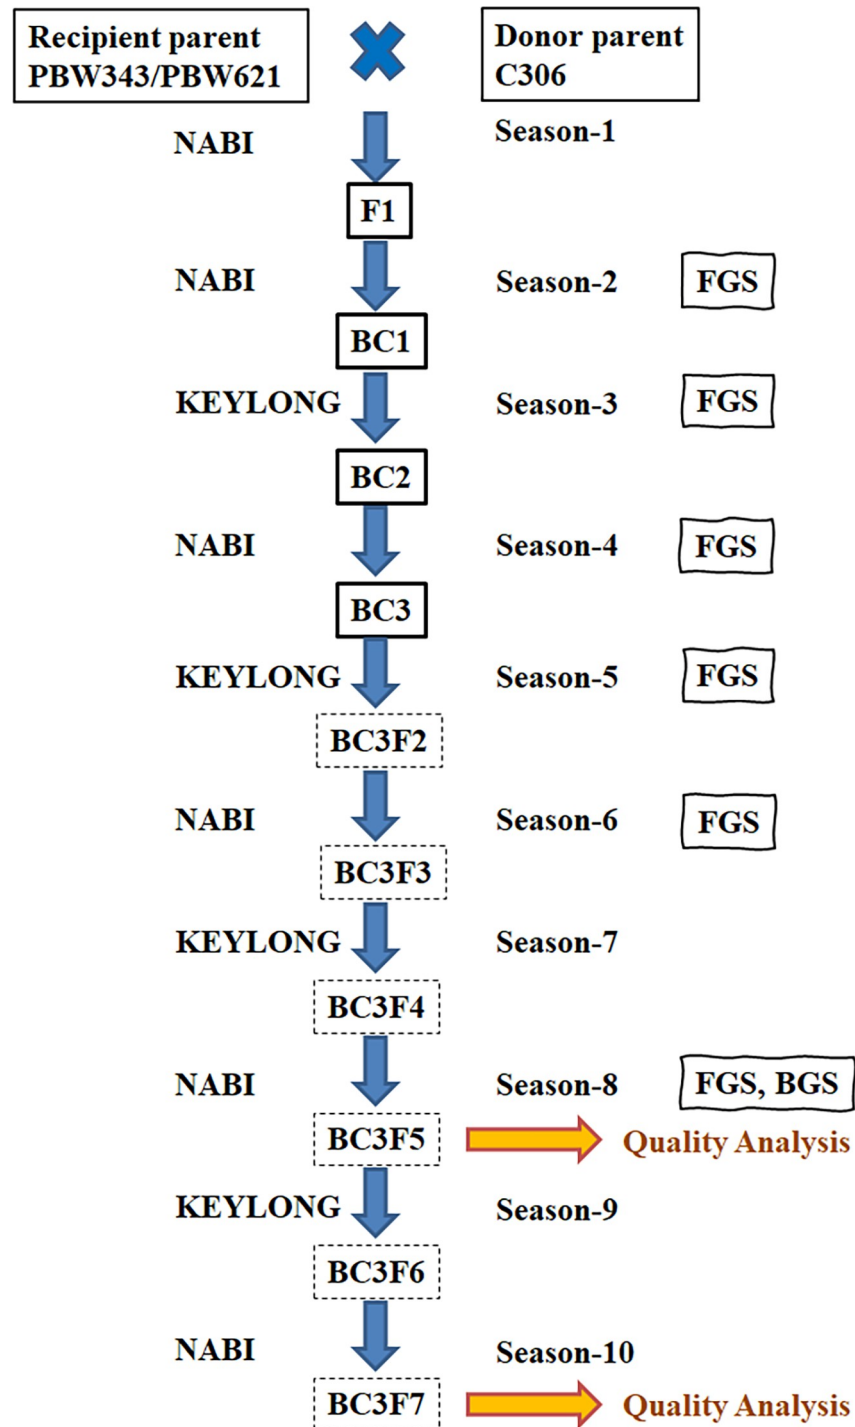 Recipient parent
PBW343/PBW621
Donor parent
C306
NABI
Season-1
F1
NABI
Season-2
FGS
BC1
KEYLONG
Season-3
FGS
BC2
NABI
Season-4
FGS
BC3
KEYLONG
Season-5
FGS
BC3F2
NABI
Season-6
FGS
BC3F3
KEYLONG
Season-7
BC3F4
NABI
Season-8
FGS, BGS
BC3F5
Quality Analysis
KEYLONG
Season-9
BC3F6
NABI
Season-10
BC3F7
Quality Analysis